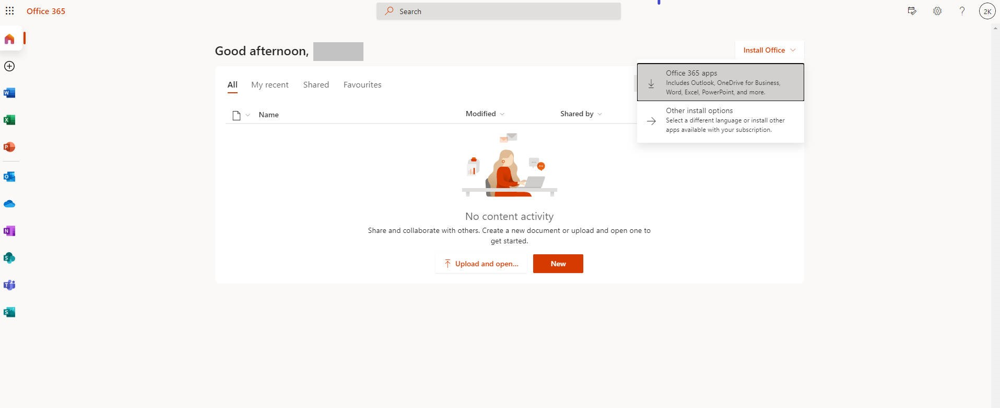 Office 365
Search
2K
Good afternoon,
Install Office
Office 365 apps
Includes Outlook, OneDrive for Business,
Word, Excel, PowerPoint, and more.
Other install options
Select a different language or install other
apps available with your subscription.
All My recent Shared Favourites
Name Modified Shared by
No content activity
Share and collaborate with others. Create a new document or upload and open one to
get started.
Upload and open... New
W
X
P
O
N
S
T
S